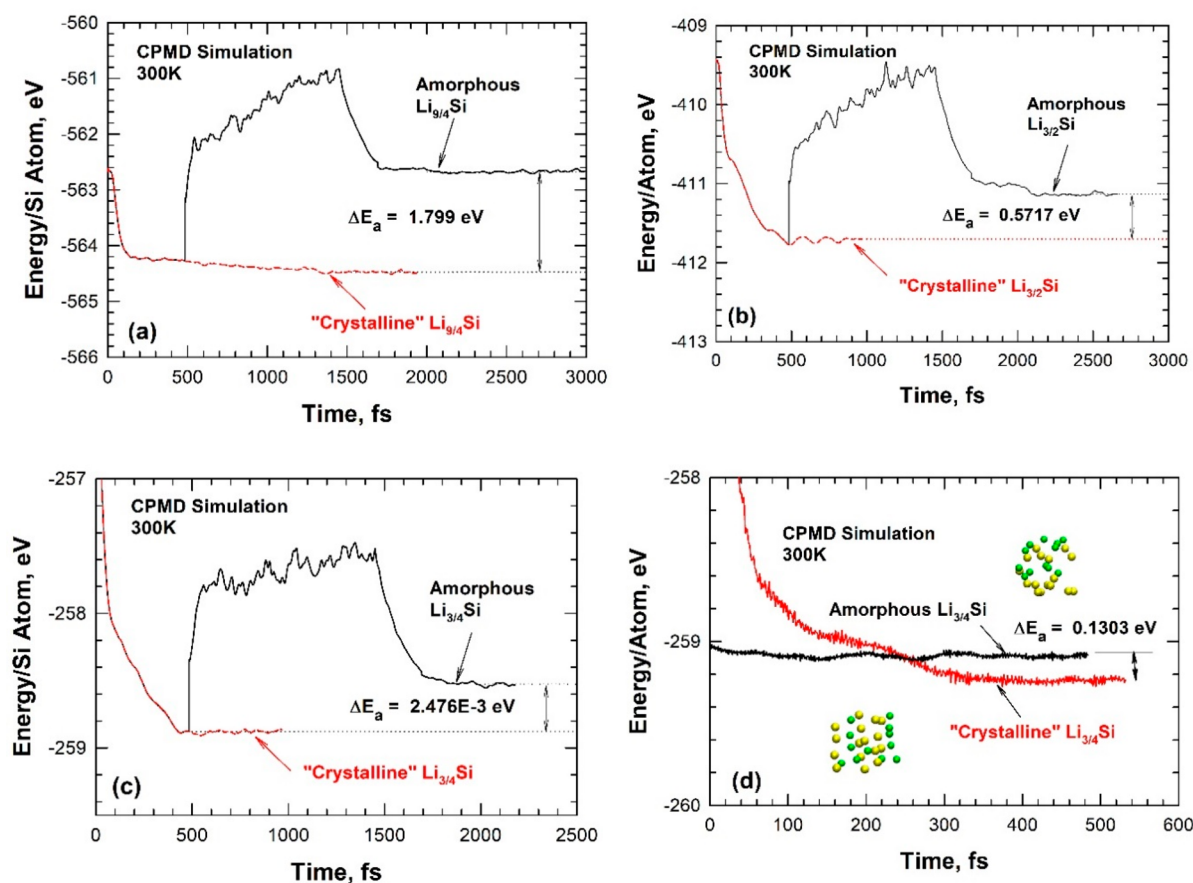 -560
-561
-562
-563
-564
-565
-566
Energy/Si Atom, eV
CPMD Simulation
300K
Amorphous
Li9/4Si
ΔEa = 1.799 eV
"Crystalline" Li9/4Si
(a)
0 500 1000 1500 2000 2500 3000
Time, fs
-409
-410
-411
-412
-413
Energy/Atom, eV
CPMD Simulation
300K
Amorphous
Li3/2Si
ΔEa = 0.5717 eV
"Crystalline" Li3/2Si
(b)
0 500 1000 1500 2000 2500 3000
Time, fs
-257
-258
-259
Energy/Si Atom, eV
CPMD Simulation
300K
Amorphous
Li3/4Si
ΔEa = 2.476E-3 eV
"Crystalline" Li3/4Si
(c)
0 500 1000 1500 2000 2500
Time, fs
-258
-259
-260
Energy/Atom, eV
CPMD Simulation
300K
Amorphous Li3/4Si
ΔEa = 0.1303 eV
"Crystalline" Li3/4Si
(d)
0 100 200 300 400 500 600
Time, fs